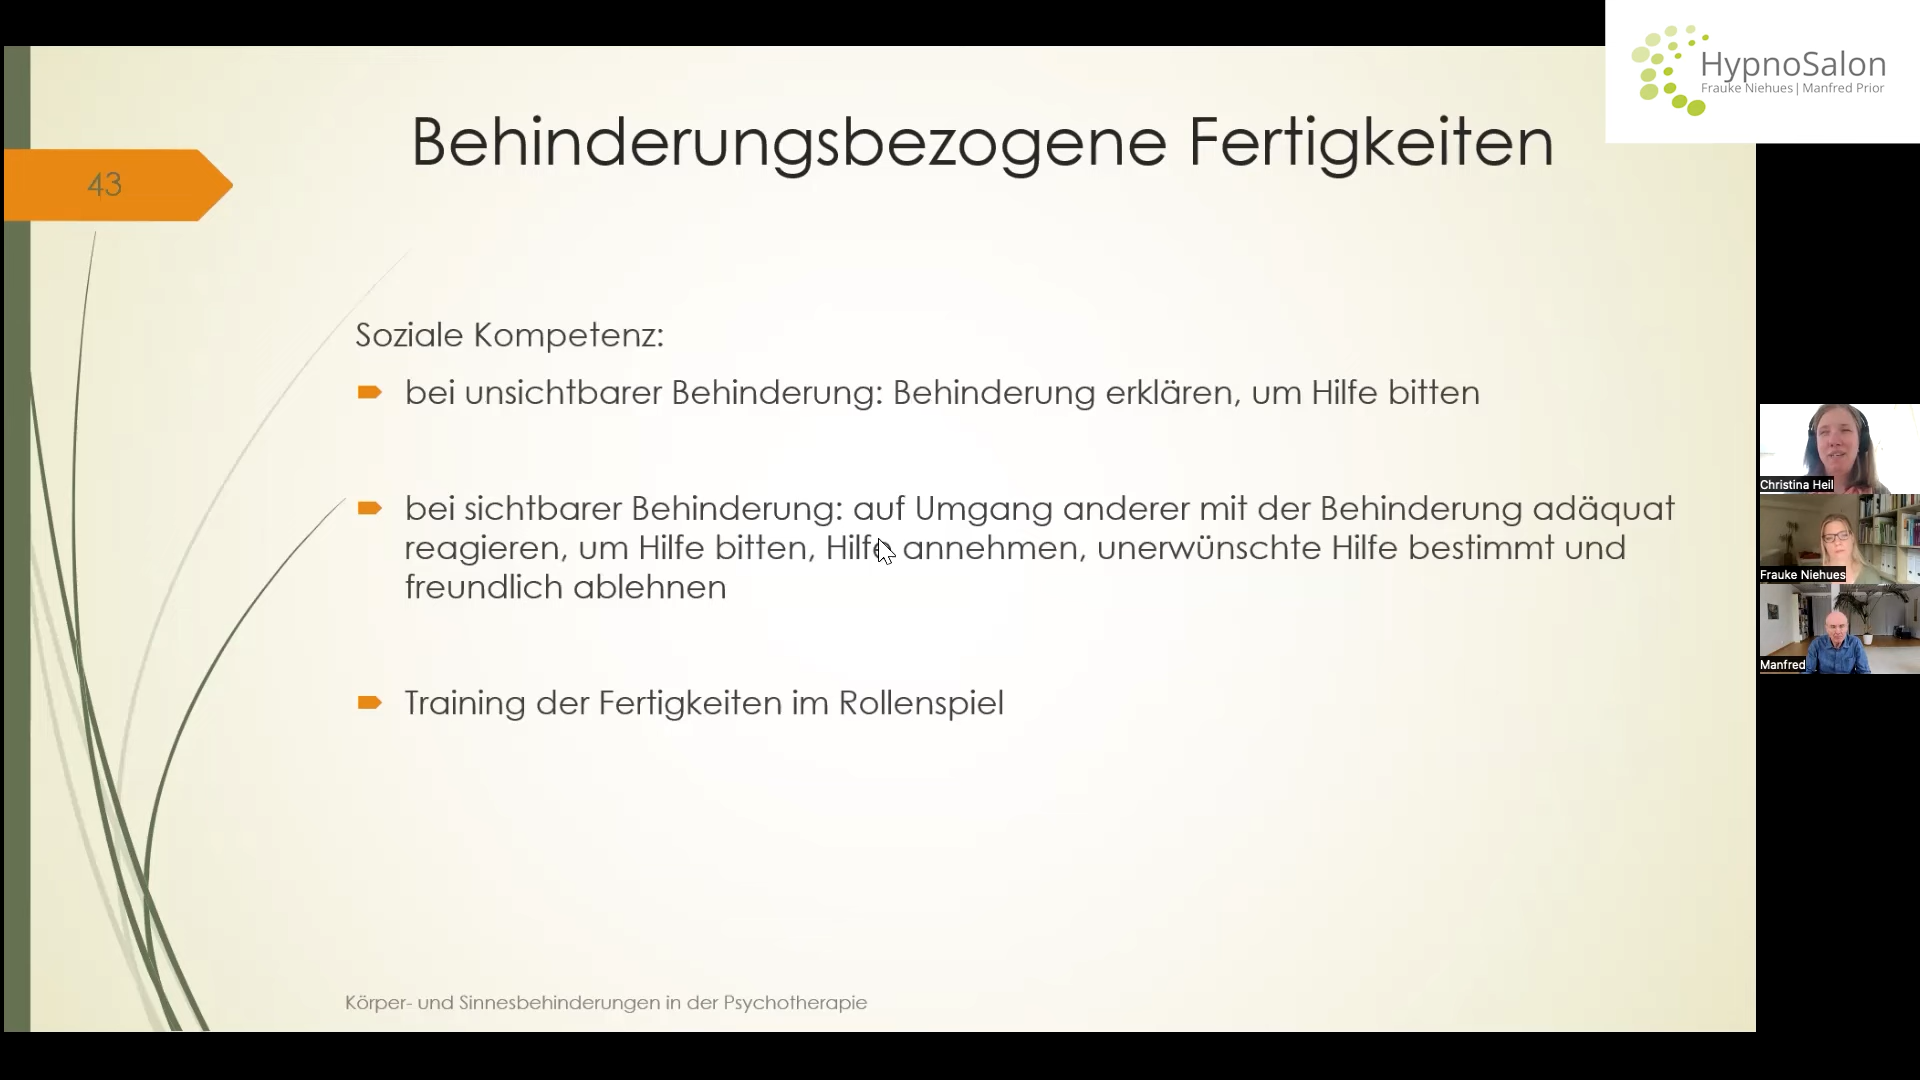 HypnoSalon
Frauke Niehues | Manfred Prior
Behinderungsbezogene Fertigkeiten
43
Soziale Kompetenz:
bei unsichtbarer Behinderung: Behinderung erklären, um Hilfe bitten
bei sichtbarer Behinderung: auf Umgang anderer mit der Behinderung adäquat
reagieren, um Hilfe bitten, Hilfe annehmen, unerwünschte Hilfe bestimmt und
freundlich ablehnen
Training der Fertigkeiten im Rollenspiel
Körper- und Sinnesbehinderungen in der Psychotherapie
Christina Heil
Frauke Niehues
Manfred